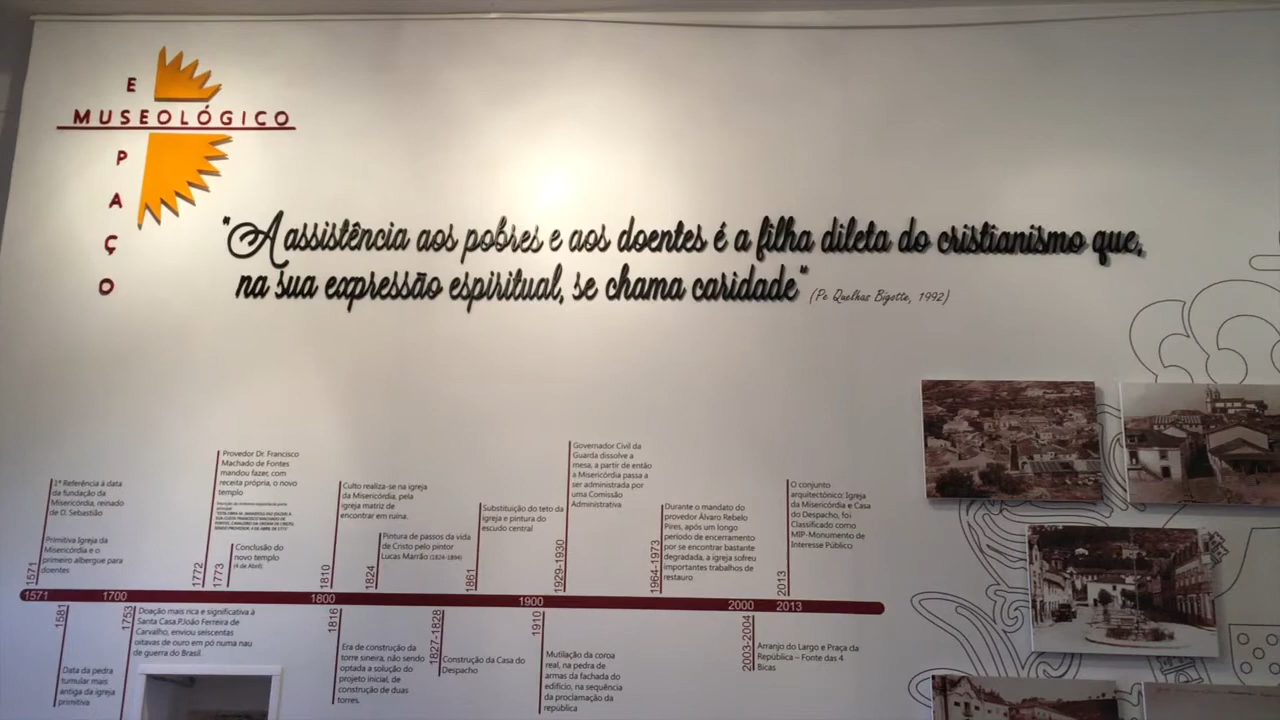 E
MUSEOLÓGICO
P
A
Ç
O
"A assistência aos pobres e aos doentes é a filha dileta do cristianismo que,
na sua expressão espiritual, se chama caridade"
(Pe Quelhas Bigotte, 1992)
1571
1ª Referência à data
da fundação da
Misericórdia, reinado
de D. Sebastião
Primitiva Igreja da
Misericórdia e o
primeiro albergue para
doentes
1772
Provedor Dr. Francisco
Machado de Fontes
mandou fazer, com
receita própria, o novo
templo
1773
Conclusão do
novo templo
(4 de Abril)
1810
Culto realiza-se na igreja
da Misericórdia, pela
igreja matriz de
encontrar em ruína.
1824
Pintura de passos da vida
de Cristo pelo pintor
Lucas Marrão (1824-1894)
1861
Substituição do teto da
igreja e pintura do
escudo central
1929-1930
Governador Civil da
Guarda dissolve a
mesa, a partir de então
a Misericórdia passa a
ser administrada por
uma Comissão
Administrativa
1964-1973
Durante o mandato do
provedor Álvaro Rebelo
Pires, após um longo
período de encerramento
por se encontrar bastante
degradada, a igreja sofreu
importantes trabalhos de
restauro
2013
O conjunto
arquitectónico: Igreja
da Misericórdia e Casa
do Despacho, foi
Classificado como
MIP-Monumento de
Interesse Público
1571 1700 1800 1900 2000 2013
1581
Data da pedra
tumular mais
antiga da igreja
primitiva
1753
Doação mais rica e significativa à
Santa Casa.P.João Ferreira de
Carvalho, enviou seiscentas
oitavas de ouro em pó numa nau
de guerra do Brasil.
1816
Era de construção da
torre sineira, não sendo
optada a solução do
projeto inicial, de
construção de duas
torres.
1827-1828
Construção da Casa do
Despacho
1910
Mutilação da coroa
real, na pedra de
armas da fachada do
edifício, na sequência
da proclamação da
república
2003-2004
Arranjo do Largo e Praça da
República – Fonte das 4
Bicas